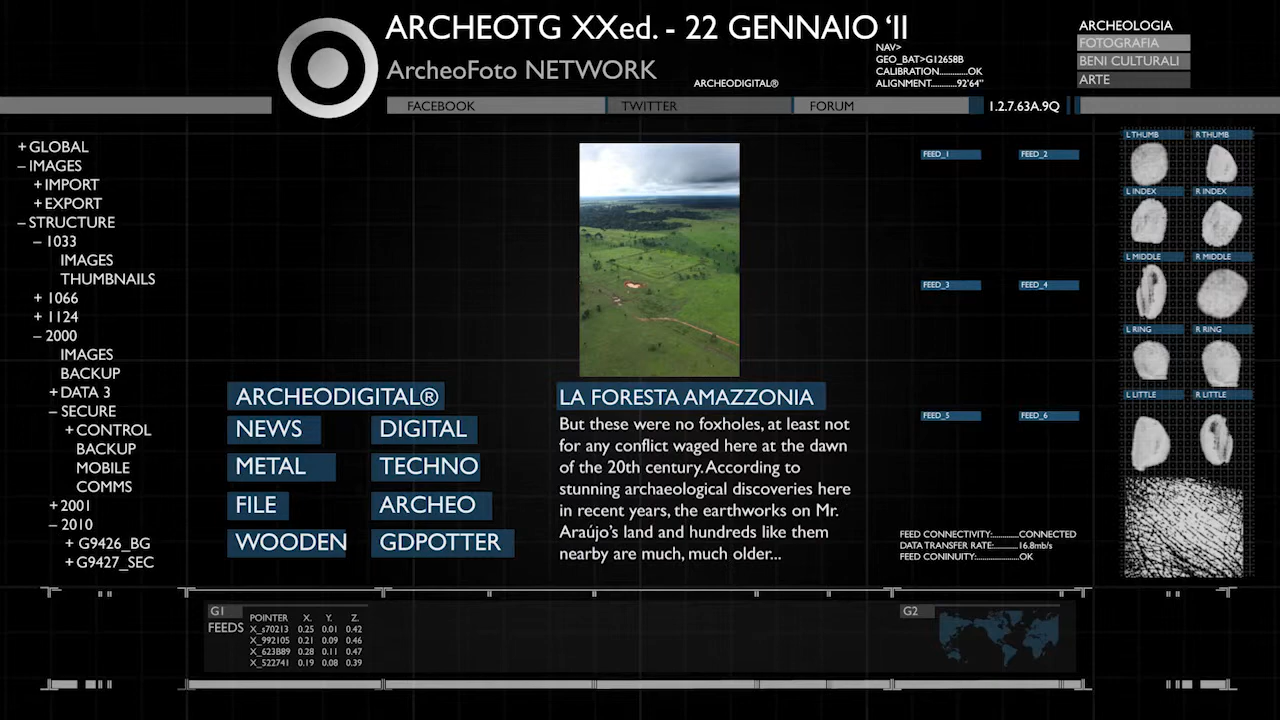 ARCHEOTG XXed. - 22 GENNAIO ‘II
ArcheoFoto NETWORK
ARCHEODIGITAL®
NAV>
GEO_BAT>G12658B
CALIBRATION..............OK
ALIGNMENT.........92’64”
ARCHEOLOGIA
FOTOGRAFIA
BENI CULTURALI
ARTE
FACEBOOK
TWITTER
FORUM
1.2.7.63A.9Q
+GLOBAL
– IMAGES
+IMPORT
+EXPORT
– STRUCTURE
– 1033
IMAGES
THUMBNAILS
+ 1066
+ 1124
– 2000
IMAGES
BACKUP
+DATA 3
– SECURE
+CONTROL
BACKUP
MOBILE
COMMS
+2001
– 2010
+ G9426_BG
+ G9427_SEC
ARCHEODIGITAL®
NEWS
DIGITAL
METAL
TECHNO
FILE
ARCHEO
WOODEN
GDPOTTER
LA FORESTA AMAZZONIA
But these were no foxholes, at least not
for any conflict waged here at the dawn
of the 20th century. According to
stunning archaeological discoveries here
in recent years, the earthworks on Mr.
Araújo’s land and hundreds like them
nearby are much, much older...
FEED_1
FEED_2
FEED_3
FEED_4
FEED_5
FEED_6
FEED CONNECTIVITY:.............CONNECTED
DATA TRANSFER RATE:...........16.8mb/s
FEED CONINUITY:........................OK
L THUMB
R THUMB
L INDEX
R INDEX
L MIDDLE
R MIDDLE
L RING
R RING
L LITTLE
R LITTLE
G1
FEEDS
POINTER X. Y. Z.
X_s70213 0.25 0.01 0.42
X_992105 0.21 0.09 0.46
X_623B89 0.28 0.11 0.47
X_522741 0.19 0.08 0.39
G2